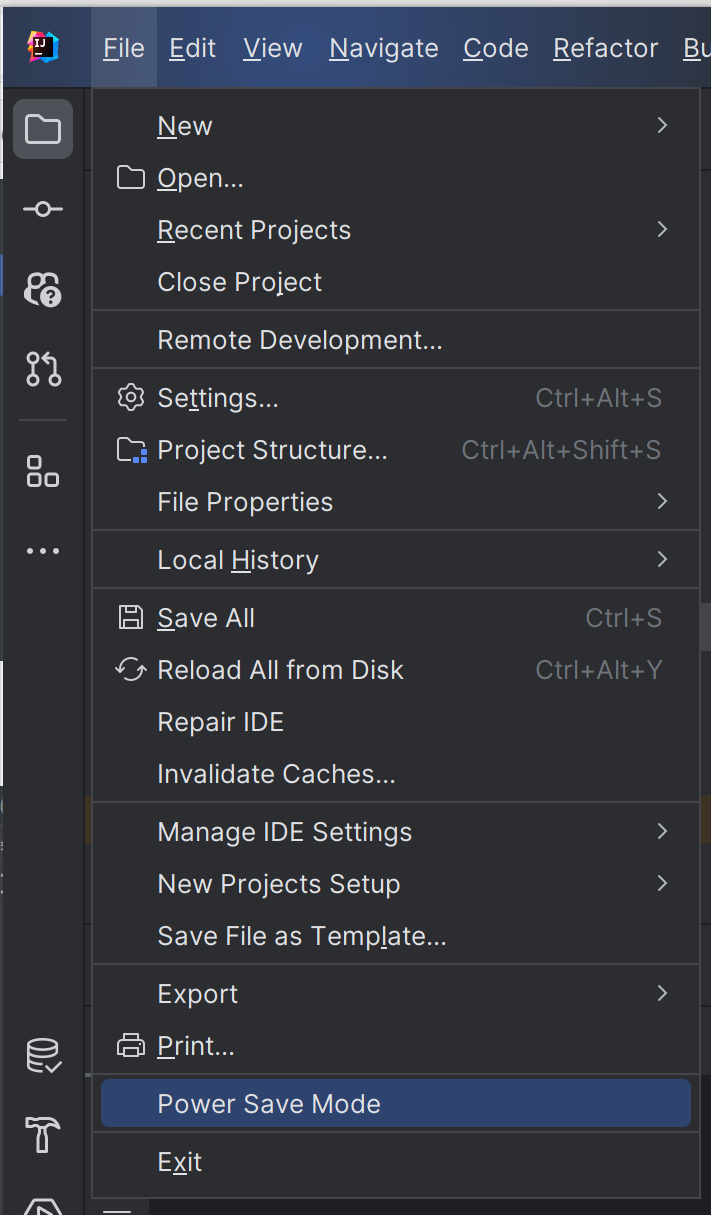 IJ
File Edit View Navigate Code Refactor
New
Open...
Recent Projects
Close Project
Remote Development...
Settings... Ctrl+Alt+S
Project Structure... Ctrl+Alt+Shift+S
File Properties
Local History
Save All Ctrl+S
Reload All from Disk Ctrl+Alt+Y
Repair IDE
Invalidate Caches...
Manage IDE Settings
New Projects Setup
Save File as Template...
Export
Print...
Power Save Mode
Exit